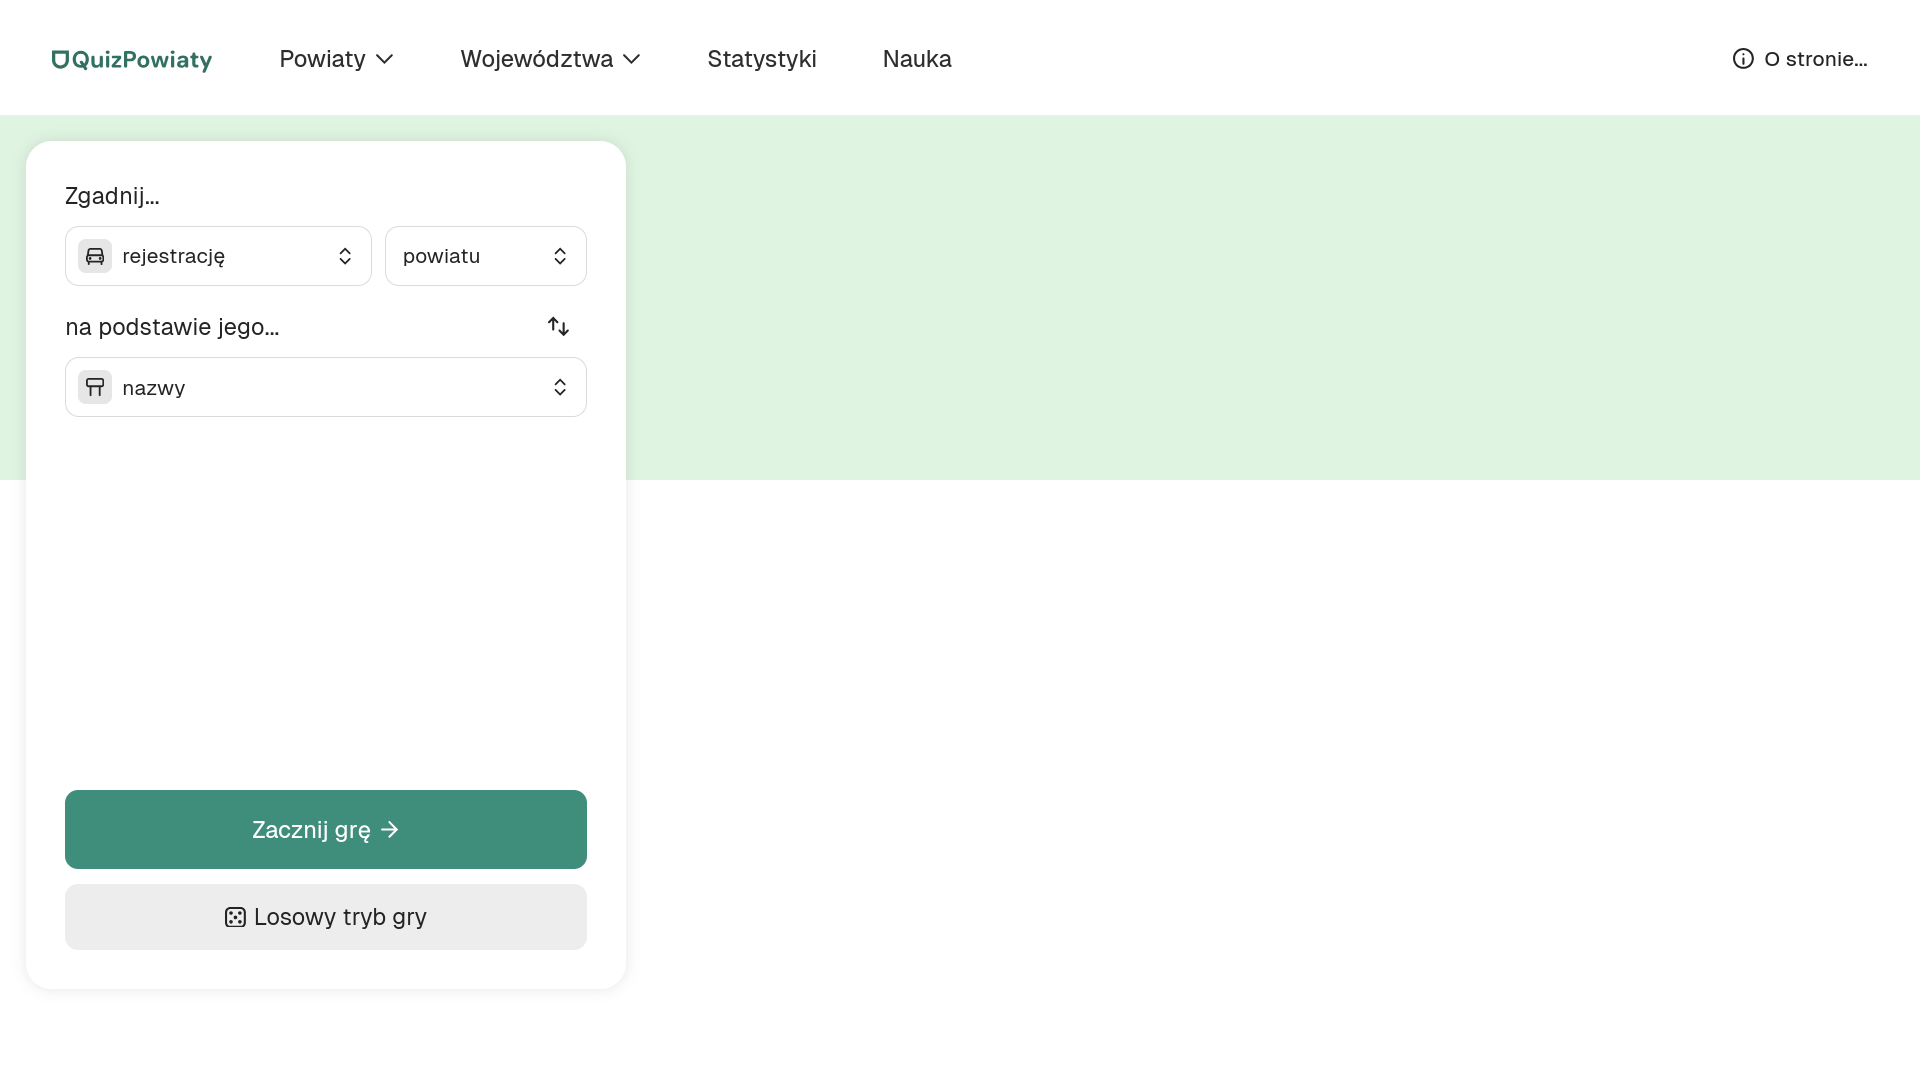 QuizPowiaty
Powiaty
Województwa
Statystyki
Nauka
O stronie...
Zgadnij...
rejestrację
powiatu
na podstawie jego...
nazwy
Zacznij grę
Losowy tryb gry